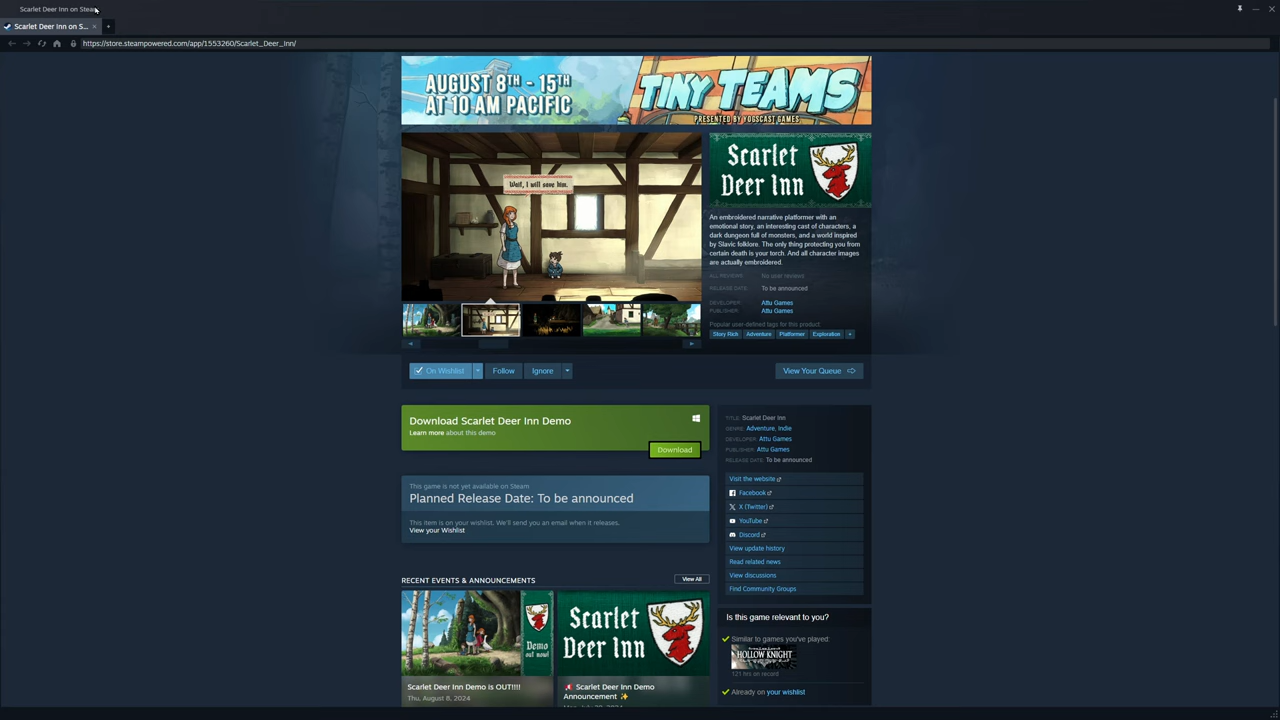 Scarlet Deer Inn on Steam
Scarlet Deer Inn on S...
https://store.steampowered.com/app/1553260/Scarlet_Deer_Inn/
AUGUST 8TH - 15TH
AT 10 AM PACIFIC
TINY TEAMS
PRESENTED BY YOGSCAST GAMES
Wait, I will save him.
Scarlet
Deer Inn
An embroidered narrative platformer with an
emotional story, an interesting cast of characters, a
dark dungeon full of monsters, and a world inspired
by Slavic folklore. The only thing protecting you from
certain death is your torch. And all character images
are actually embroidered.
ALL REVIEWS: No user reviews
RELEASE DATE: To be announced
DEVELOPER: Attu Games
PUBLISHER: Attu Games
Popular user-defined tags for this product
Story Rich Adventure Platformer Exploration +
On Wishlist Follow Ignore View Your Queue
Download Scarlet Deer Inn Demo
Learn more about this demo
Download
This game is not yet available on Steam
Planned Release Date: To be announced
This item is on your wishlist. We'll send you an email when it releases.
View your Wishlist
RECENT EVENTS & ANNOUNCEMENTS View All
Demo
out now!
Scarlet
Deer Inn
Scarlet Deer Inn Demo is OUT!!!!
Thu, August 8, 2024
Scarlet Deer Inn Demo
Announcement
TITLE: Scarlet Deer Inn
GENRE: Adventure, Indie
DEVELOPER: Attu Games
PUBLISHER: Attu Games
RELEASE DATE: To be announced
Visit the website
Facebook
X (Twitter)
YouTube
Discord
View update history
Read related news
View discussions
Find Community Groups
Is this game relevant to you?
Similar to games you've played:
HOLLOW KNIGHT
121 hrs on record
Already on your wishlist